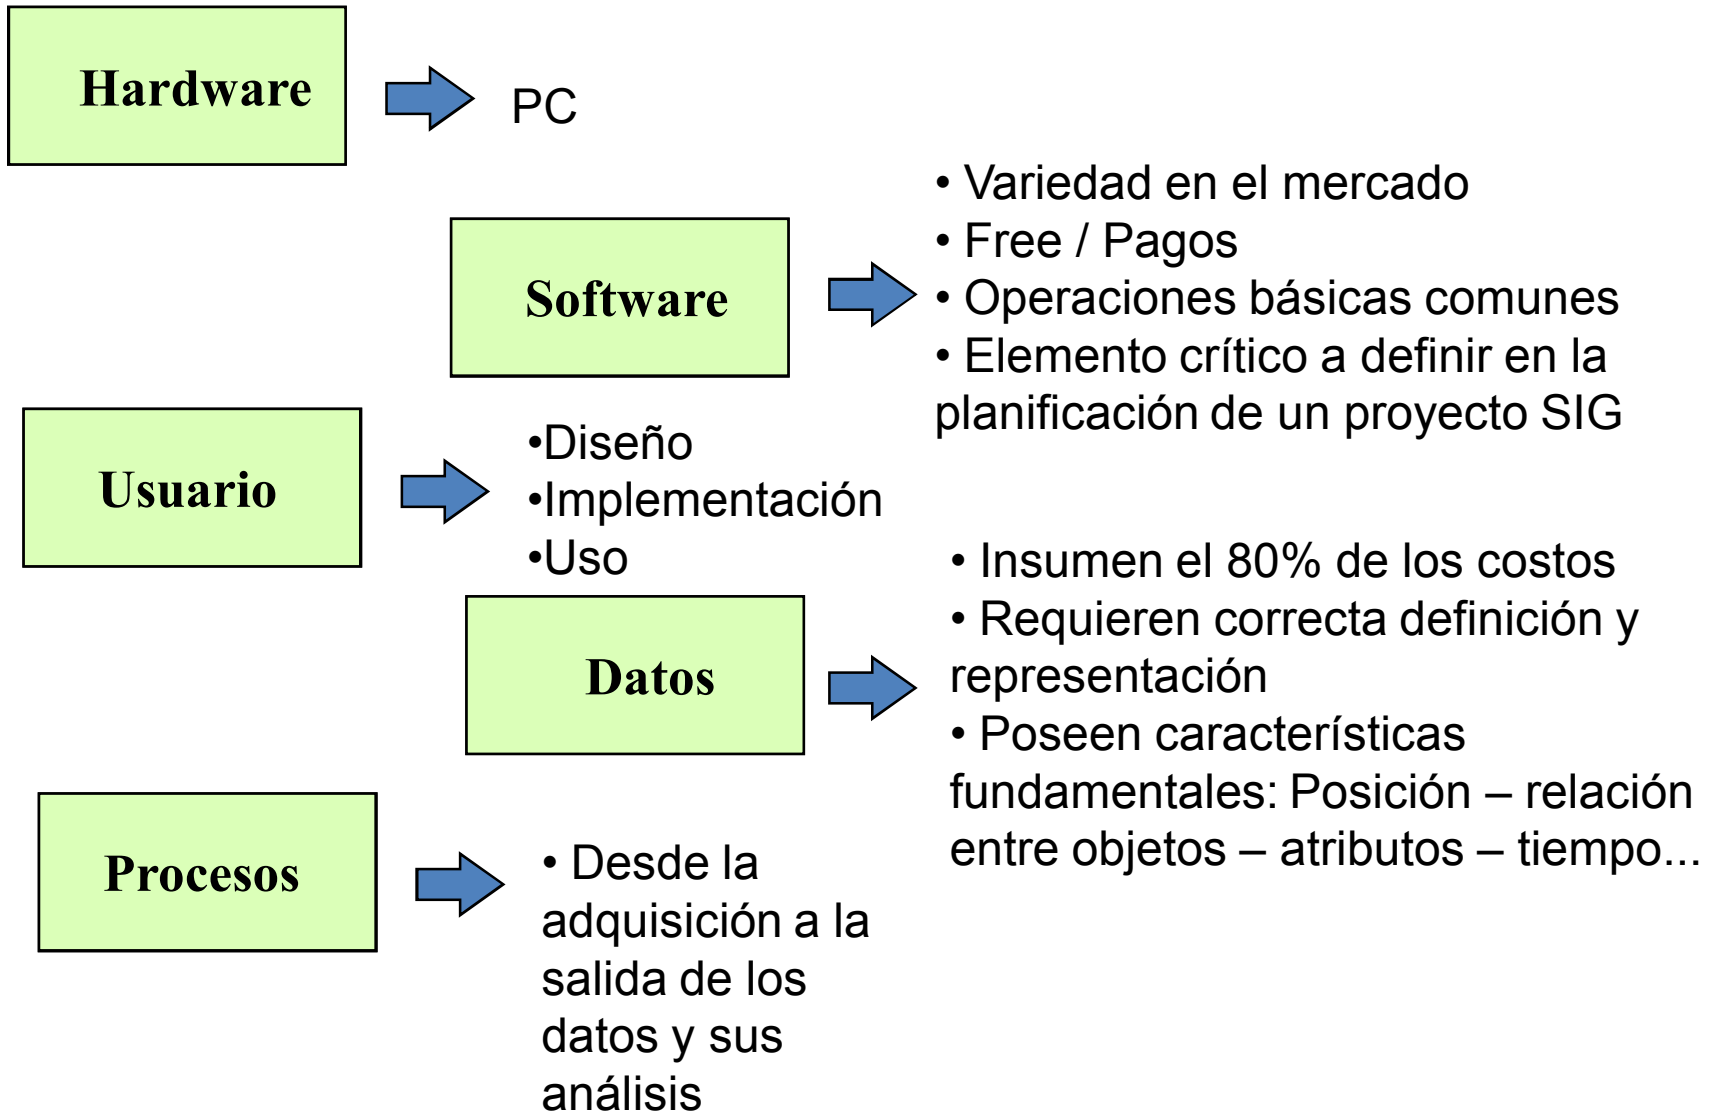 Hardware
PC
Software
• Variedad en el mercado
• Free / Pagos
• Operaciones básicas comunes
• Elemento crítico a definir en la
planificación de un proyecto SIG
Usuario
•Diseño
•Implementación
•Uso
Datos
• Insumen el 80% de los costos
• Requieren correcta definición y
representación
• Poseen características
fundamentales: Posición – relación
entre objetos – atributos – tiempo...
Procesos
• Desde la
adquisición a la
salida de los
datos y sus
análisis